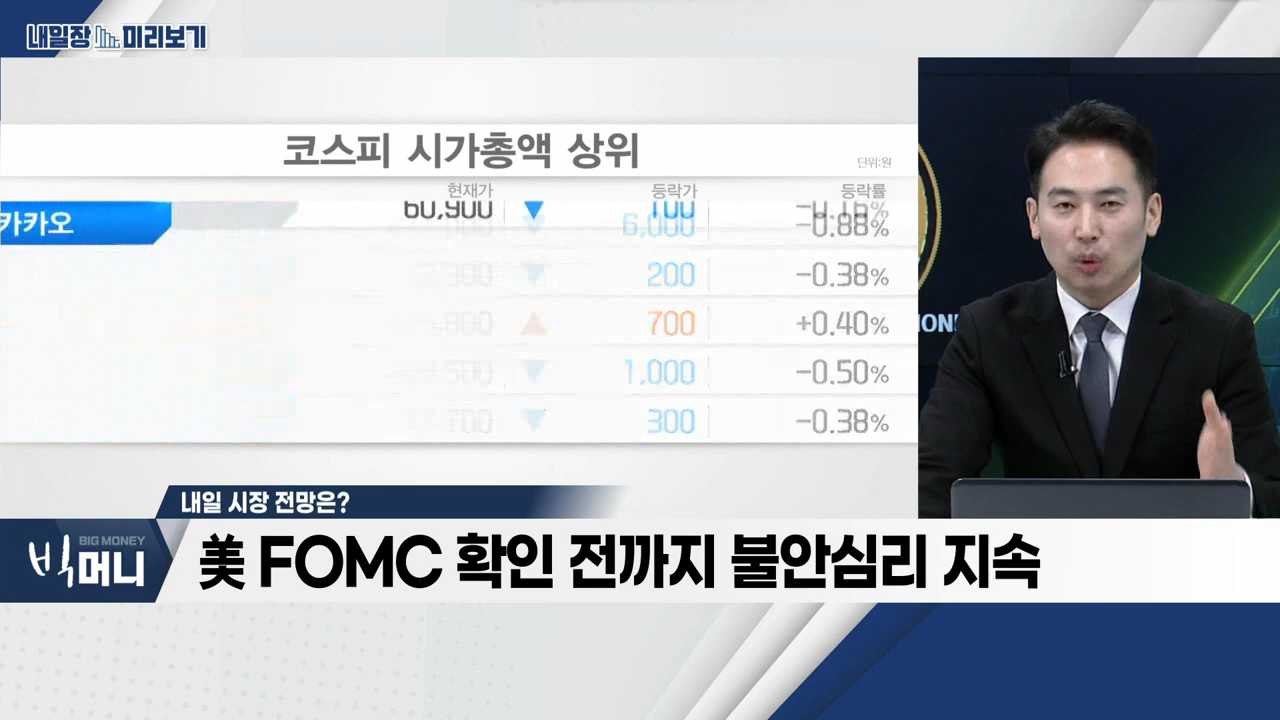 내일장 미리보기
코스피 시가총액 상위
단위:원
현재가 등락가 등락률
카카오 60,900 ▼ 100 -0.16%
▼ 6,000 -0.88%
▼ 200 -0.38%
▲ 700 +0.40%
▼ 1,000 -0.50%
▼ 300 -0.38%
내일 시장 전망은?
BIG MONEY
빅머니
美 FOMC 확인 전까지 불안심리 지속